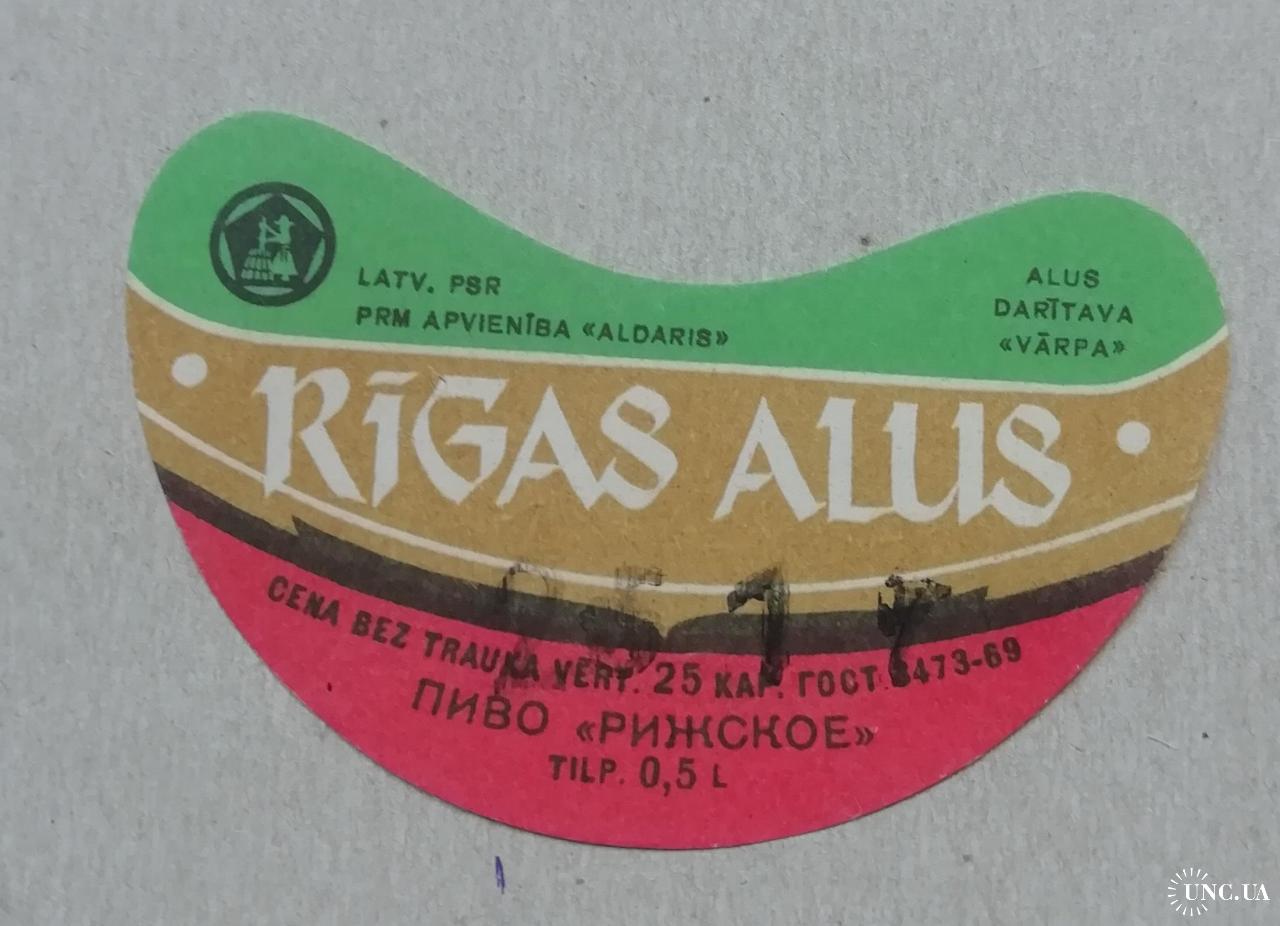 LATV. PSR
PRM APVIENĪBA «ALDARIS»
ALUS
DARĪTAVA
«VĀRPA»
RĪGAS ALUS
CENA BEZ TRAUKA VĒRT. 25 KAP. ГОСТ 3473-69
ПИВО «РИЖСКОЕ»
TILP. 0,5 L
UNC.UA